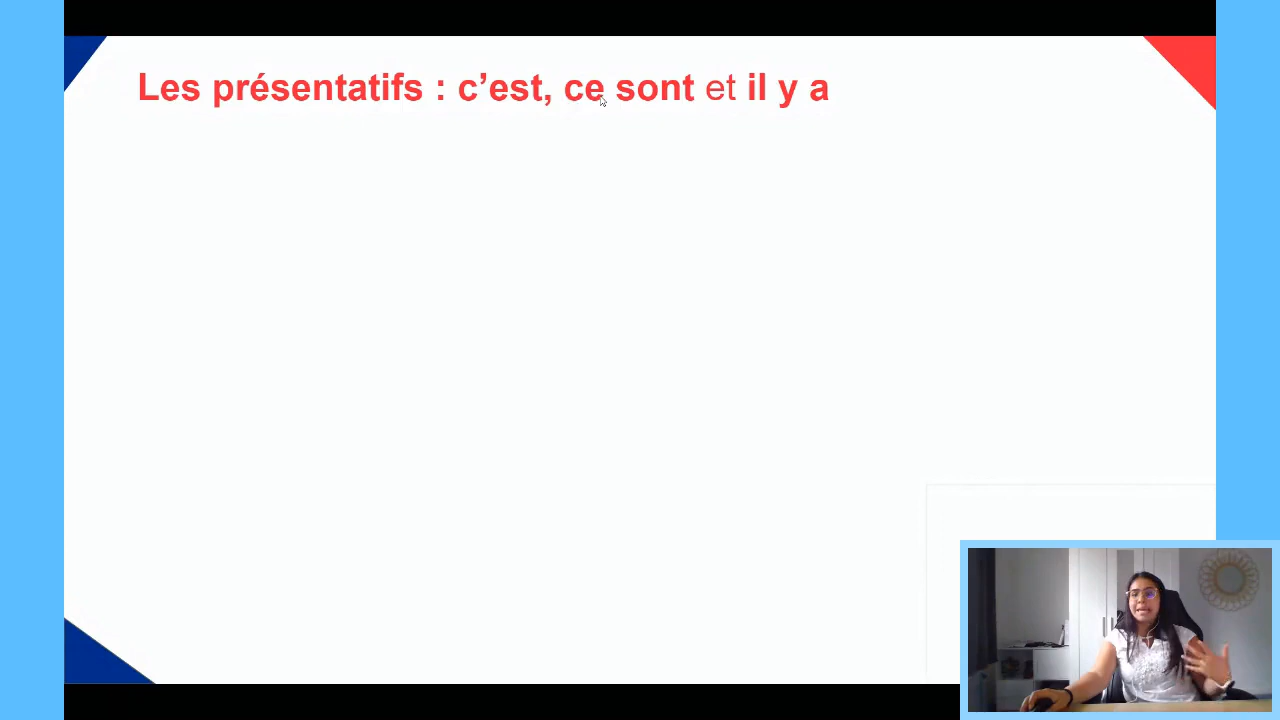 Les présentatifs : c’est, ce sont et il y a